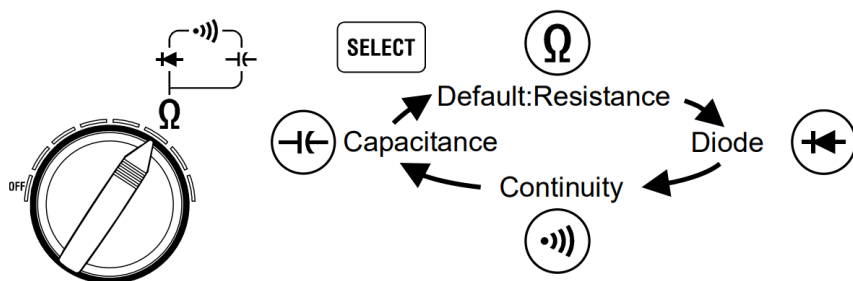 SELECT
Ω
Default:Resistance
Ω
Capacitance
Diode
OFF
Continuity